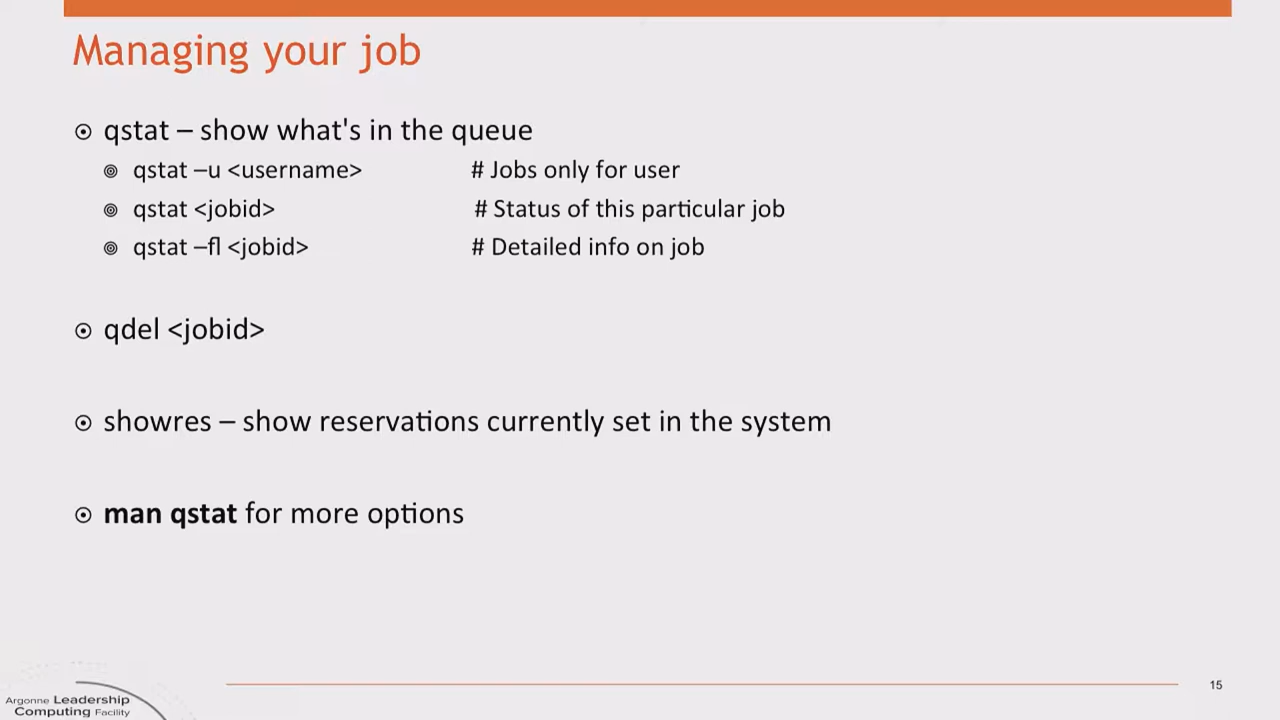 Managing your job
qstat – show what's in the queue
qstat –u <username> # Jobs only for user
qstat <jobid> # Status of this particular job
qstat –fl <jobid> # Detailed info on job
qdel <jobid>
showres – show reservations currently set in the system
man qstat for more options
Argonne Leadership
Computing Facility
15